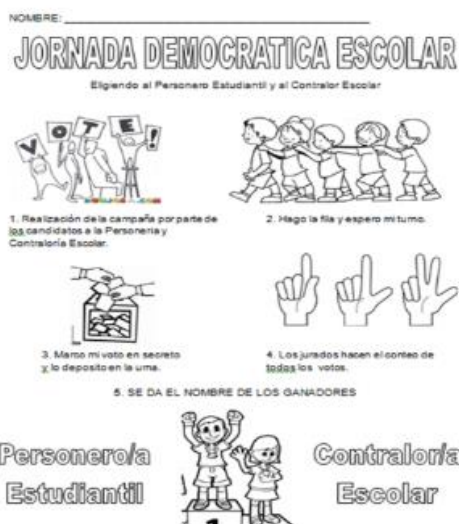 NOMBRE:
JORNADA DEMOCRATICA ESCOLAR
Eligiendo al Personero Estudiantil y al Contralor Escolar
V O T E !
1. Realización de la campaña por parte de
los candidatos a la Personeria y
Contraloría Escolar.
2. Hago la fila y espero mi turno.
3. Marco mi voto en secreto
y lo deposito en la urna.
4. Los jurados hacen el conteo de
todos los votos.
5. SE DA EL NOMBRE DE LOS GANADORES
Personero/a
Estudiantil
Contralor/a
Escolar
1